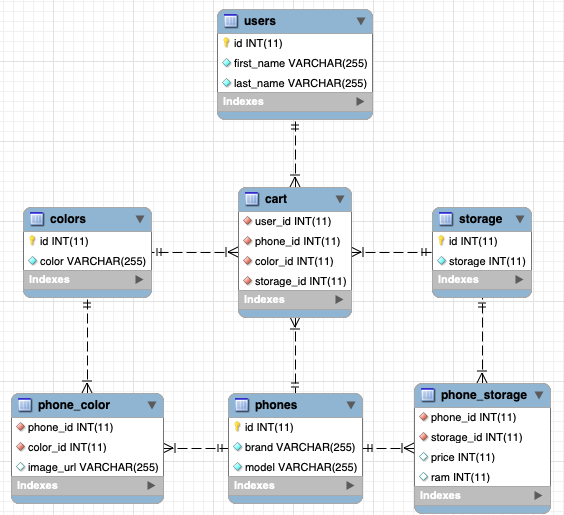 users
id INT(11)
first_name VARCHAR(255)
last_name VARCHAR(255)
Indexes
colors
id INT(11)
color VARCHAR(255)
Indexes
cart
user_id INT(11)
phone_id INT(11)
color_id INT(11)
storage_id INT(11)
Indexes
storage
id INT(11)
storage INT(11)
Indexes
phone_color
phone_id INT(11)
color_id INT(11)
image_url VARCHAR(255)
Indexes
phones
id INT(11)
brand VARCHAR(255)
model VARCHAR(255)
Indexes
phone_storage
phone_id INT(11)
storage_id INT(11)
price INT(11)
ram INT(11)
Indexes